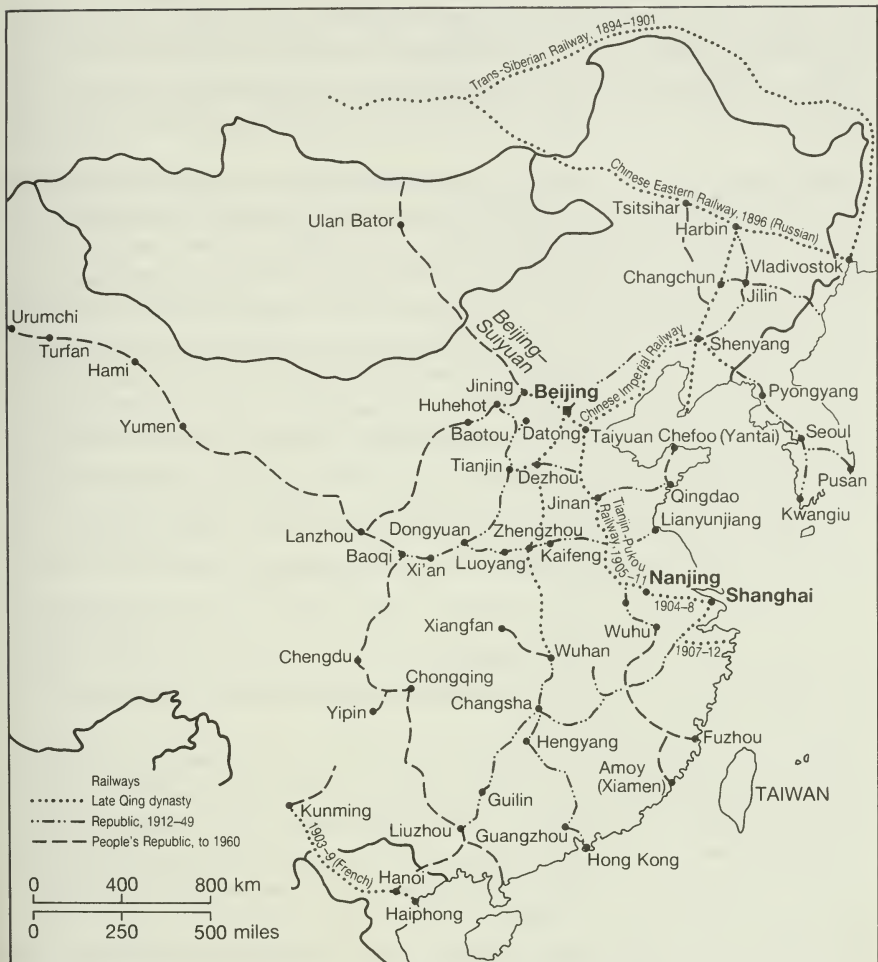 Trans-Siberian Railway, 1894–1901
Chinese Eastern Railway, 1896 (Russian)
Tsitsihar
Harbin
Ulan Bator
Vladivostok
Changchun
Jilin
Urumchi
Turfan
Hami
Beijing–
Suiyuan
Shenyang
Chinese Imperial Railway
Jining
Beijing
Pyongyang
Huhehot
Yumen
Baotou
Datong
Taiyuan
Chefoo (Yantai)
Seoul
Tianjin
Dezhou
Pusan
Jinan
Qingdao
Kwangiu
Tianjin-Pukou
Railway, 1905–11
Lianyunjiang
Lanzhou
Dongyuan
Zhengzhou
Baoqi
Xi'an
Luoyang
Kaifeng
Nanjing
Shanghai
1904–8
Xiangfan
Wuhu
1907–12
Chengdu
Wuhan
Chongqing
Yipin
Changsha
Hengyang
Fuzhou
Amoy
(Xiamen)
TAIWAN
Railways
Late Qing dynasty
Republic, 1912–49
People's Republic, to 1960
Kunming
Guilin
1903–9 (French)
Liuzhou
Guangzhou
Hong Kong
Hanoi
Haiphong
0 400 800 km
0 250 500 miles